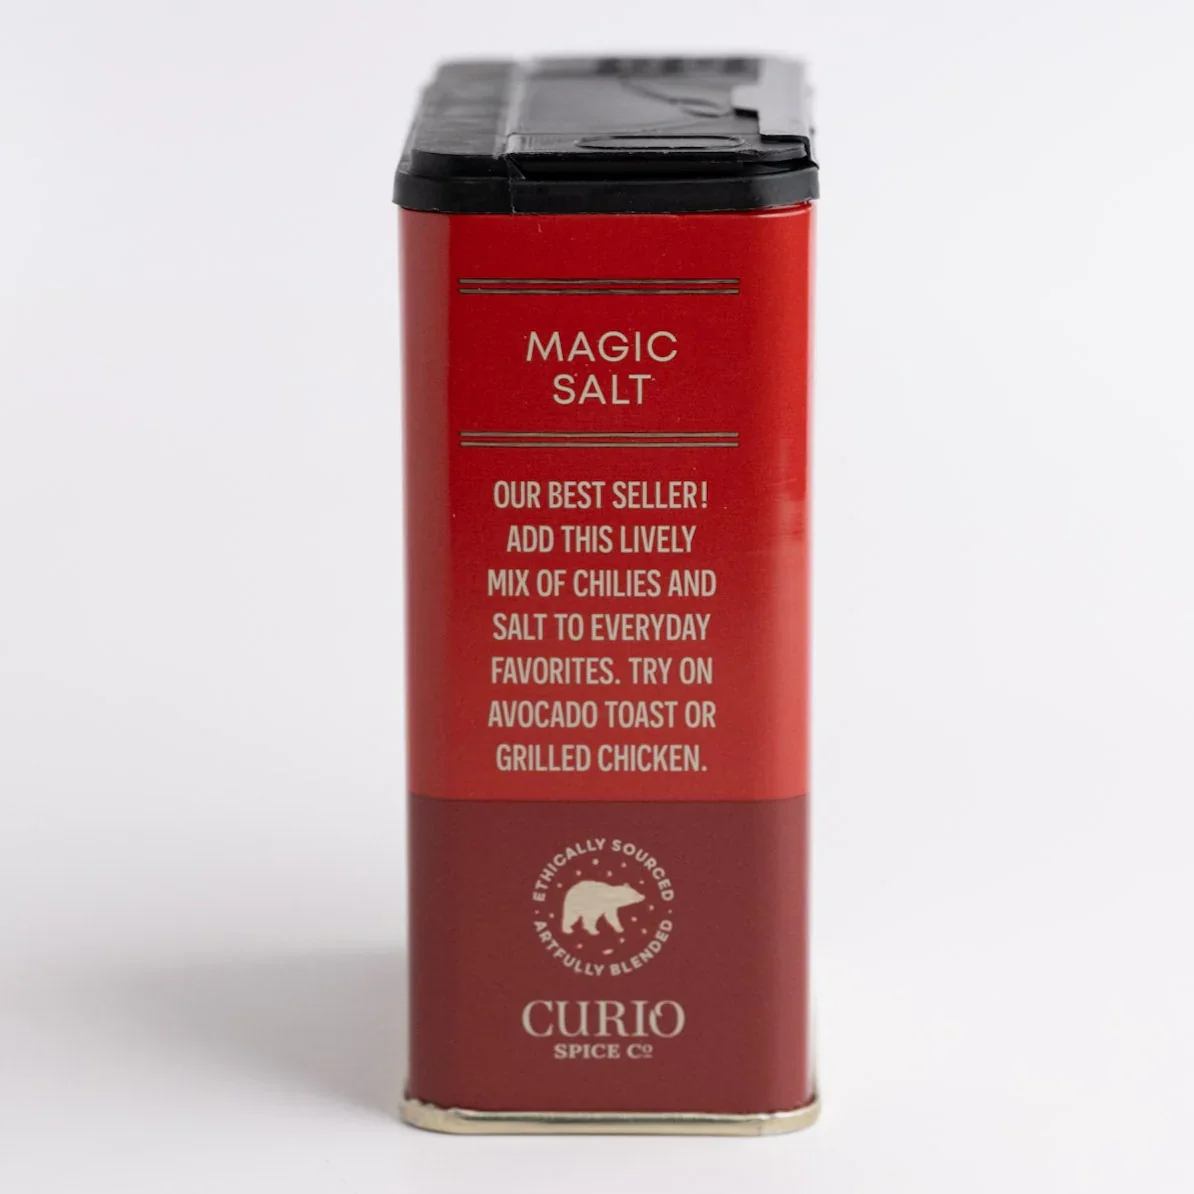 MAGIC
SALT
OUR BEST SELLER!
ADD THIS LIVELY
MIX OF CHILIES AND
SALT TO EVERYDAY
FAVORITES. TRY ON
AVOCADO TOAST OR
GRILLED CHICKEN.
ETHICALLY SOURCED
ARTFULLY BLENDED
CURIO
SPICE Cº